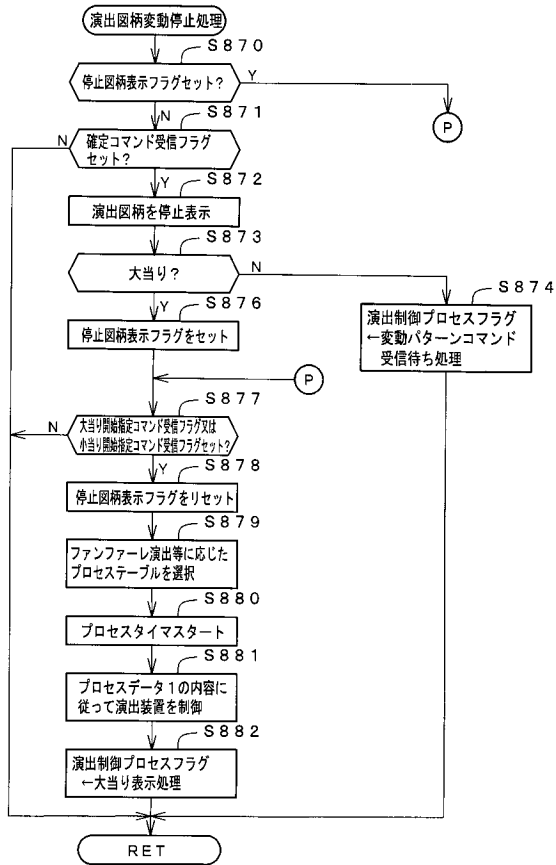 演出図柄変動停止処理
S870
停止図柄表示フラグセット?
Y
N
P
S871
N
確定コマンド受信フラグ
セット?
Y
S872
演出図柄を停止表示
S873
大当り?
N
Y
S874
演出制御プロセスフラグ
←変動パターンコマンド
受信待ち処理
S876
停止図柄表示フラグをセット
P
S877
N
大当り開始指定コマンド受信フラグ又は
小当り開始指定コマンド受信フラグセット?
Y
S878
停止図柄表示フラグをリセット
S879
ファンファーレ演出等に応じた
プロセステーブルを選択
S880
プロセスタイマスタート
S881
プロセスデータ1の内容に
従って演出装置を制御
S882
演出制御プロセスフラグ
←大当り表示処理
RET